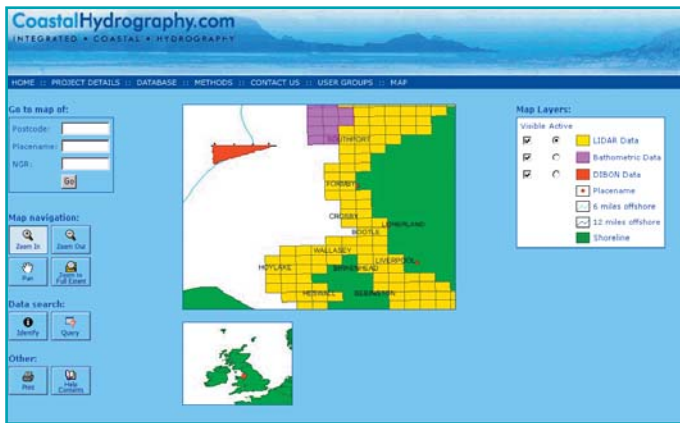 CoastalHydrography.com
INTEGRATED • COASTAL • HYDROGRAPHY
HOME :: PROJECT DETAILS :: DATABASE :: METHODS :: CONTACT US :: USER GROUPS :: MAP
Go to map of:
Postcode:
Placename:
NGR:
Go
Map navigation:
Zoom In
Zoom Out
Pan
Zoom to
Full Extent
Data search:
Identify
Query
Other:
Print
Help
Contents
SOUTHPORT
FORMBY
CROSBY
LITHERLAND
BOOTLE
WALLASEY
LIVERPOOL
HOYLAKE
BIRKENHEAD
HESWALL
BEBINGTON
Map Layers:
Visible Active
LIDAR Data
Bathometric Data
DIBON Data
Placename
6 miles offshore
12 miles offshore
Shoreline